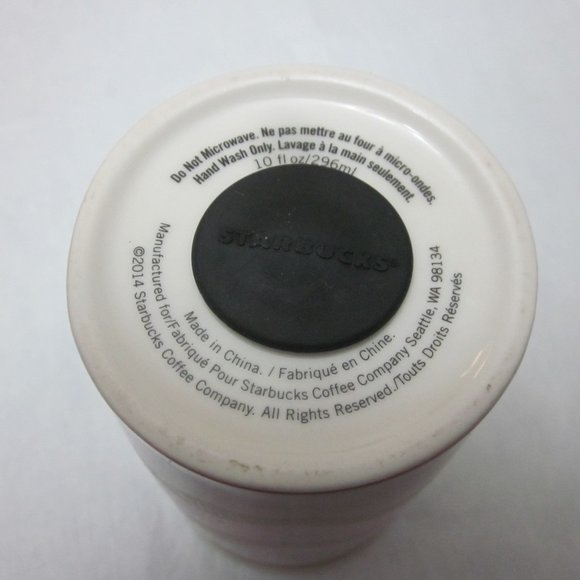 Do Not Microwave. Ne pas mettre au four à micro-ondes.
Hand Wash Only. Lavage à la main seulement.
10 fl oz/296ml
STARBUCKS®
Made in China. / Fabriqué en Chine.
Manufactured for/Fabriqué Pour Starbucks Coffee Company Seattle, WA 98134
©2014 Starbucks Coffee Company. All Rights Reserved./Touts Droits Réservés